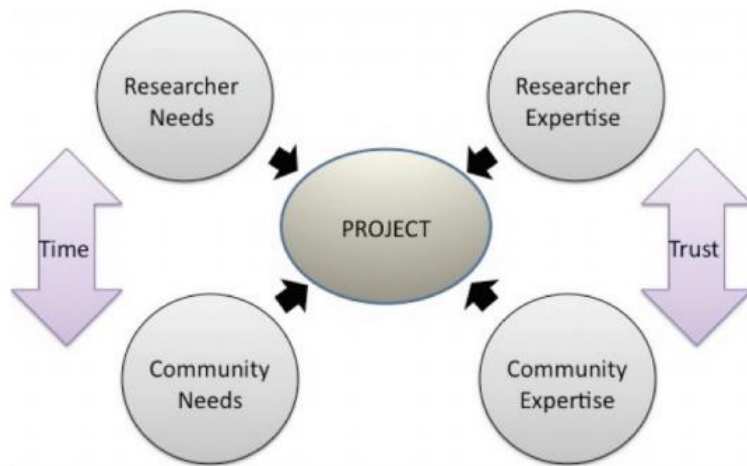 Researcher
Needs
Researcher
Expertise
Time
PROJECT
Trust
Community
Needs
Community
Expertise